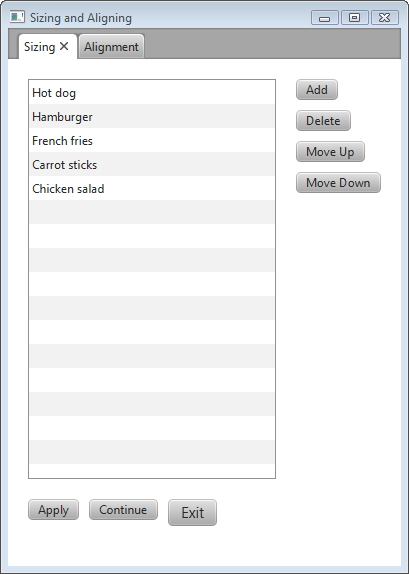 Sizing and Aligning
Sizing Alignment
Hot dog
Hamburger
French fries
Carrot sticks
Chicken salad
Add
Delete
Move Up
Move Down
Apply Continue Exit